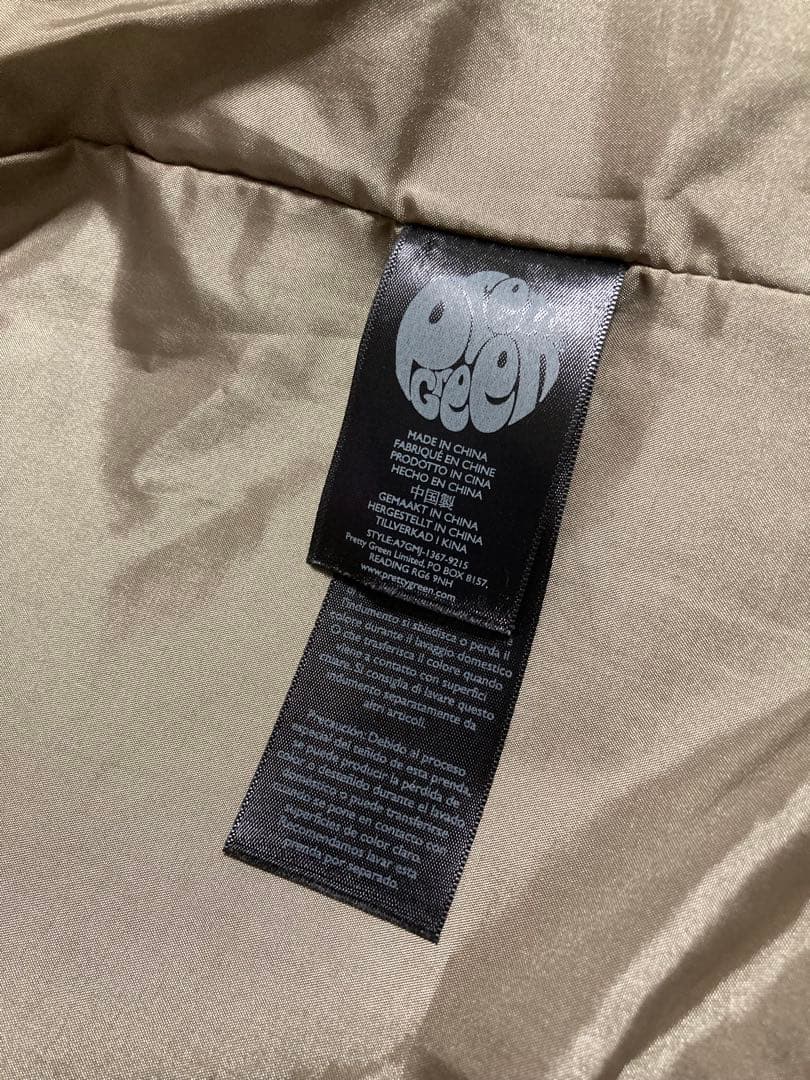 Pretty
Green
MADE IN CHINA
FABRIQUÉ EN CHINE
PRODOTTO IN CINA
HECHO EN CHINA
中国製
GEMAAKT IN CHINA
HERGESTELLT IN CHINA
TILLVERKAD I KINA
STYLE:A7GMJ-1367-9215
Pretty Green Limited, PO BOX 8157,
READING RG6 9NH
www.prettygreen.com
l'indumento si sbiadisca o perda il
colore durante il lavaggio domestico
O che trasferisca il colore quando
viene a contatto con superfici
chiare. Si consiglia di lavare questo
indumento separatamente da
altri articoli.
Precaución: Debido al proceso
especial del teñido de esta prenda,
se puede producir la pérdida de
color o destenido durante el lavado
doméstico o puede transferirse
cuando se ponga en contacto con
superficies de color claro.
Recomendamos lavar esta
prenda por separado.